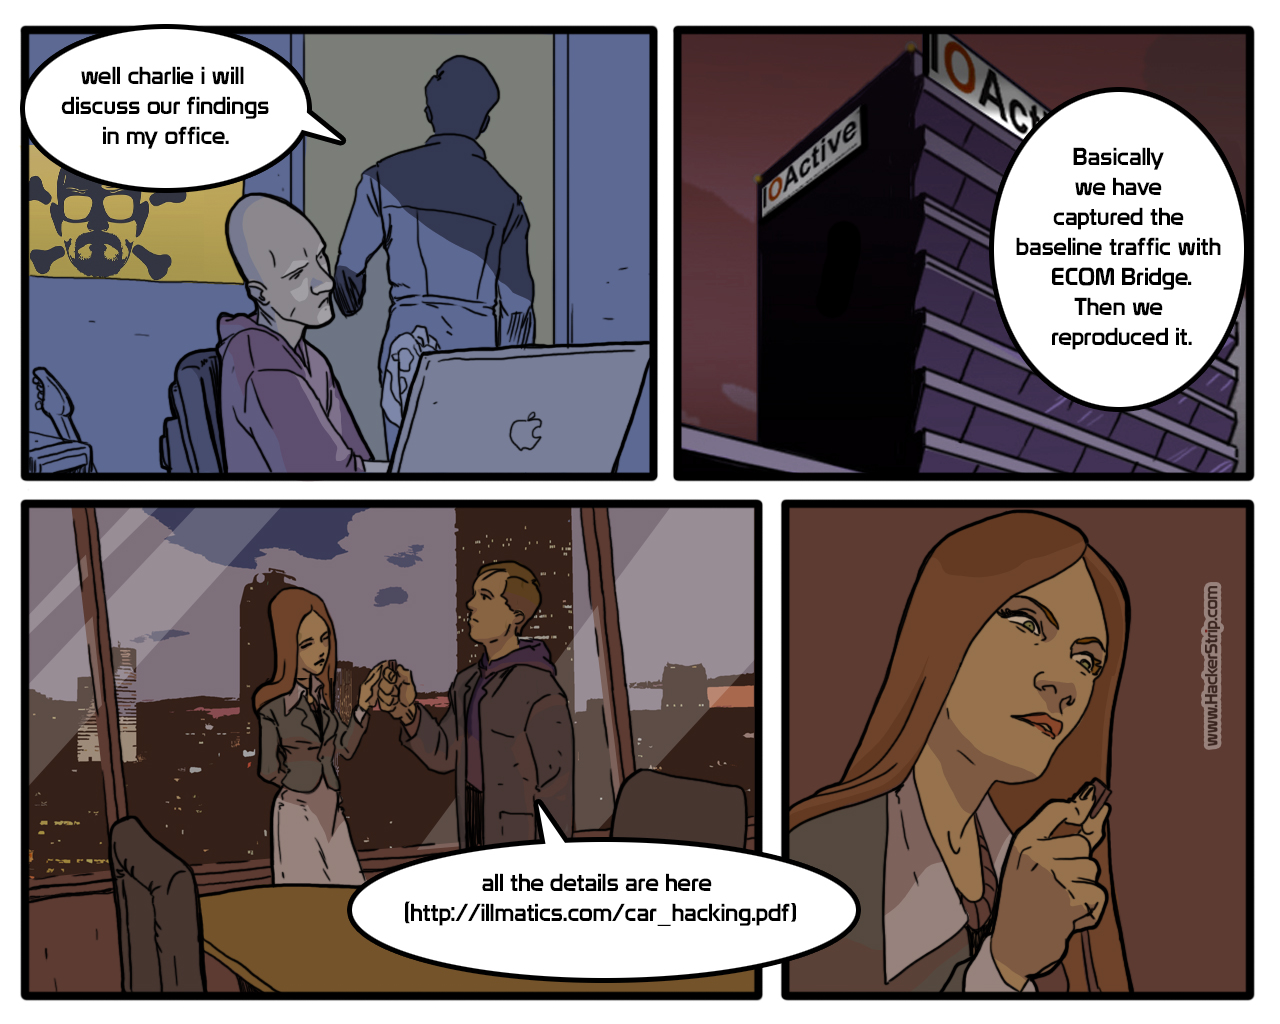 well charlie i will
discuss our findings
in my office.
IOActive
IOAct
Basically
we have
captured the
baseline traffic with
ECOM Bridge.
Then we
reproduced it.
all the details are here
(http://illmatics.com/car_hacking.pdf)
www.HackerStrip.com